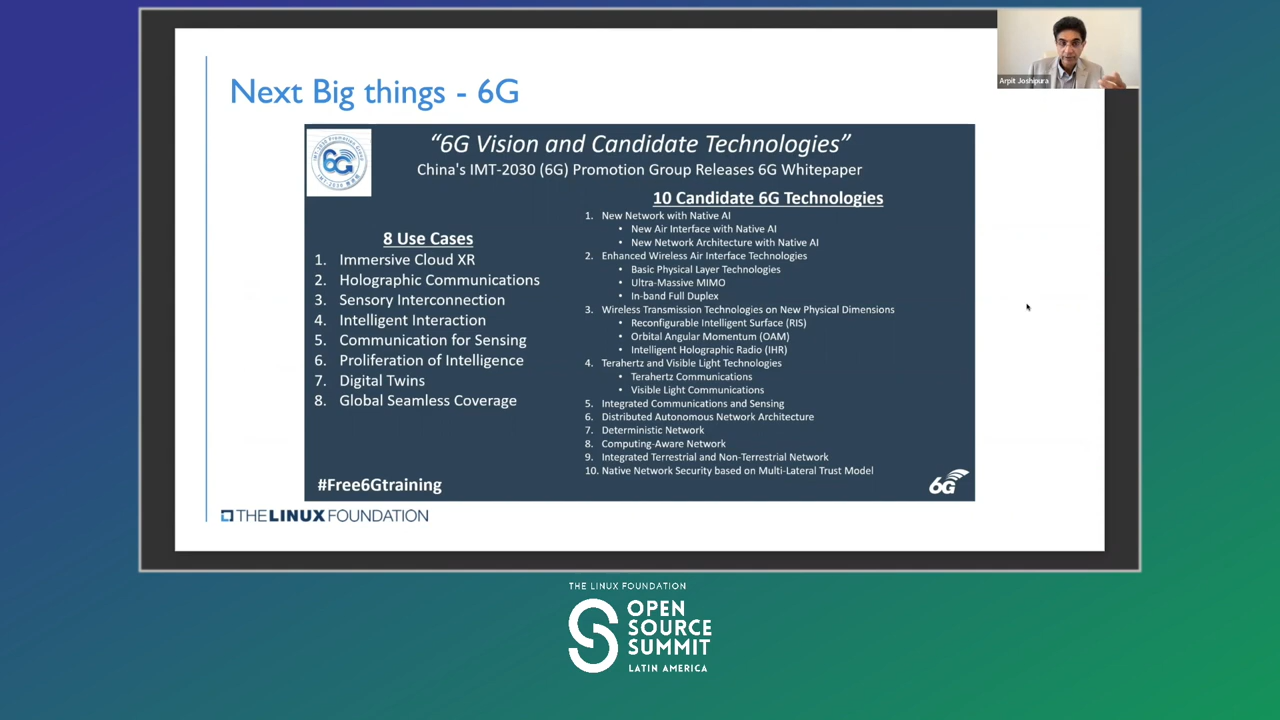 Next Big things - 6G
Arpit Joshipura
6G
"6G Vision and Candidate Technologies"
China's IMT-2030 (6G) Promotion Group Releases 6G Whitepaper
8 Use Cases
1. Immersive Cloud XR
2. Holographic Communications
3. Sensory Interconnection
4. Intelligent Interaction
5. Communication for Sensing
6. Proliferation of Intelligence
7. Digital Twins
8. Global Seamless Coverage
10 Candidate 6G Technologies
1. New Network with Native AI
• New Air Interface with Native AI
• New Network Architecture with Native AI
2. Enhanced Wireless Air Interface Technologies
• Basic Physical Layer Technologies
• Ultra-Massive MIMO
• In-band Full Duplex
3. Wireless Transmission Technologies on New Physical Dimensions
• Reconfigurable Intelligent Surface (RIS)
• Orbital Angular Momentum (OAM)
• Intelligent Holographic Radio (IHR)
4. Terahertz and Visible Light Technologies
• Terahertz Communications
• Visible Light Communications
5. Integrated Communications and Sensing
6. Distributed Autonomous Network Architecture
7. Deterministic Network
8. Computing-Aware Network
9. Integrated Terrestrial and Non-Terrestrial Network
10. Native Network Security based on Multi-Lateral Trust Model
#Free6Gtraining
6G
THE LINUX FOUNDATION
THE LINUX FOUNDATION
OPEN
SOURCE
SUMMIT
LATIN AMERICA